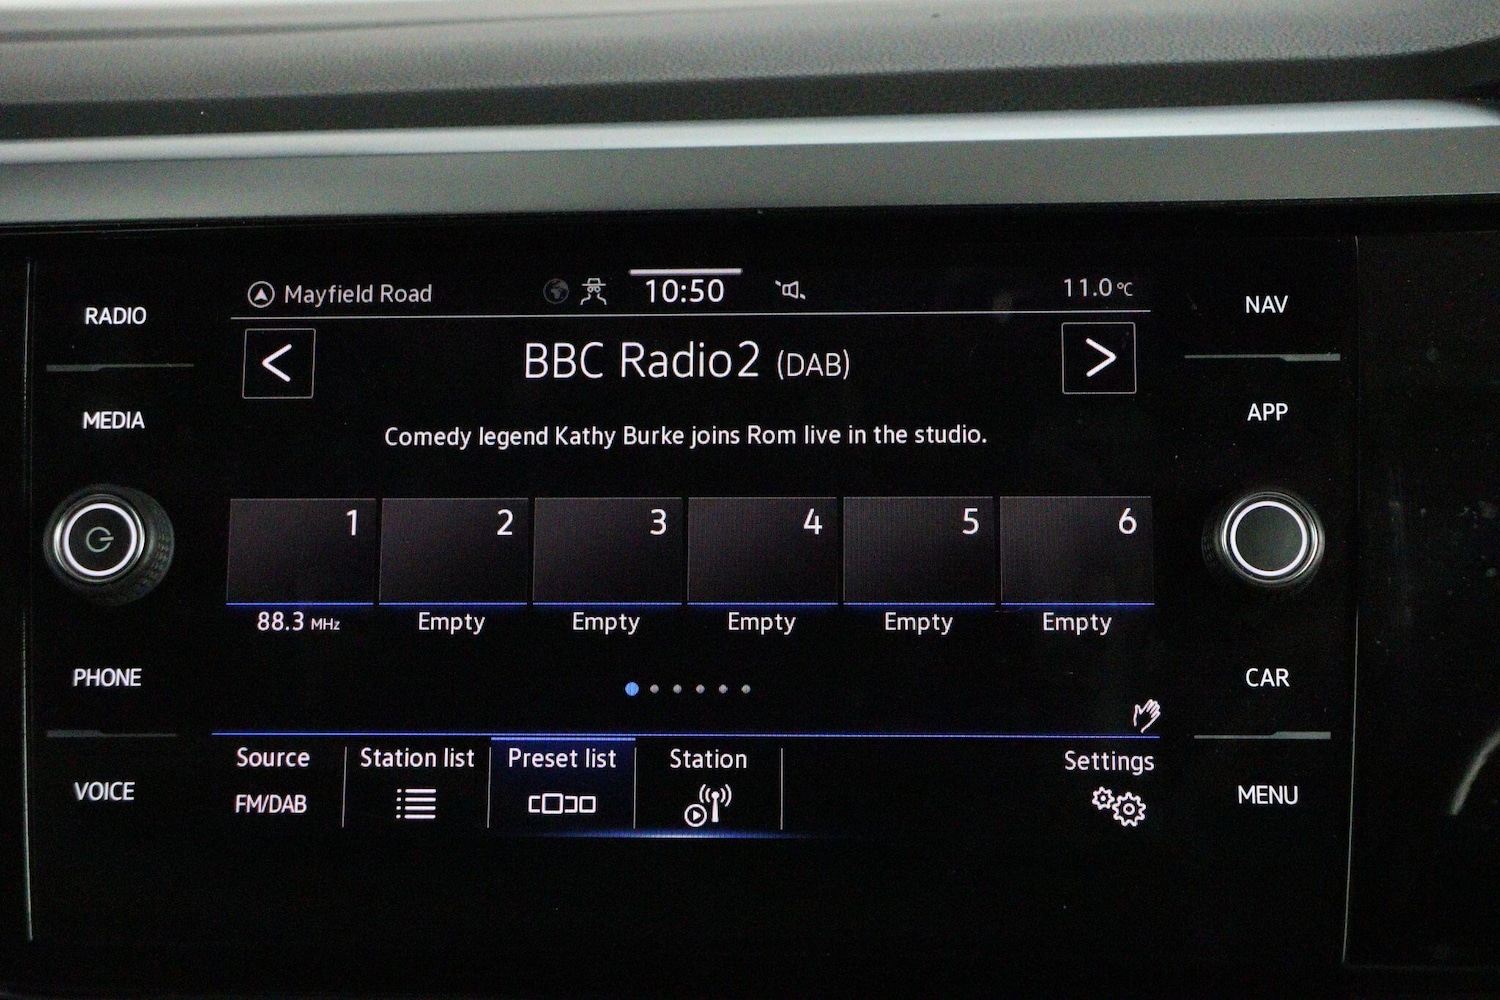 RADIO
MEDIA
PHONE
VOICE
Mayfield Road
10:50
11.0 °C
BBC Radio2 (DAB)
Comedy legend Kathy Burke joins Rom live in the studio.
1 2 3 4 5 6
88.3 MHz Empty Empty Empty Empty Empty
Source Station list Preset list Station Settings
FM/DAB
NAV
APP
CAR
MENU